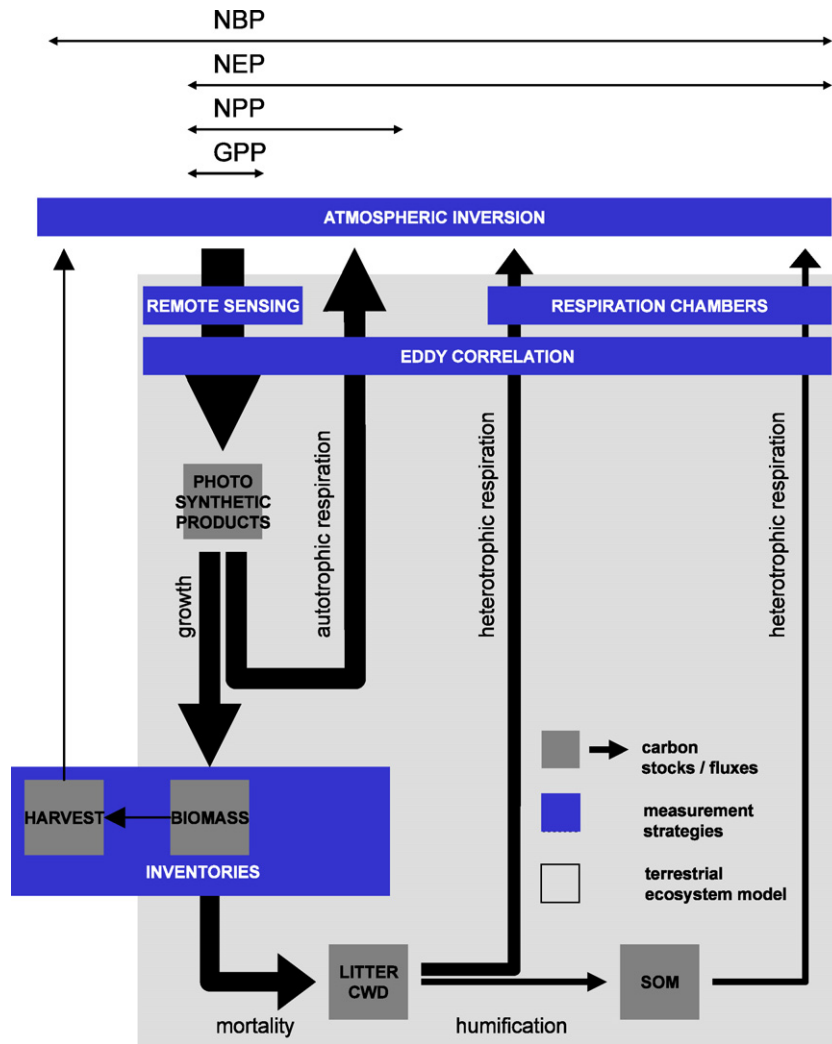 NBP
NEP
NPP
GPP
ATMOSPHERIC INVERSION
REMOTE SENSING
RESPIRATION CHAMBERS
EDDY CORRELATION
PHOTO
SYNTHETIC
PRODUCTS
growth
autotrophic respiration
heterotrophic respiration
heterotrophic respiration
carbon
stocks / fluxes
measurement
strategies
terrestrial
ecosystem model
HARVEST
BIOMASS
INVENTORIES
LITTER
CWD
SOM
mortality
humification